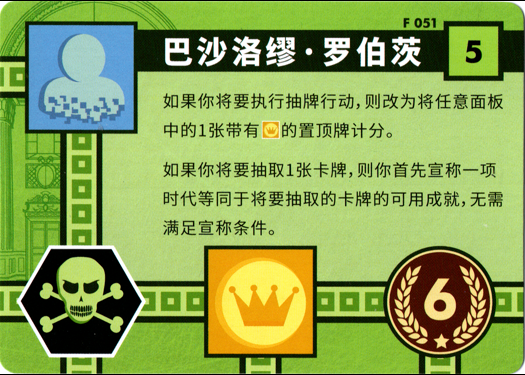 F 051
巴沙洛缪·罗伯茨
5
如果你将要执行抽牌行动，则改为将任意面板
中的1张带有的置顶牌计分。
如果你将要抽取1张卡牌，则你首先宣称一项
时代等同于将要抽取的卡牌的可用成就，无需
满足宣称条件。
6